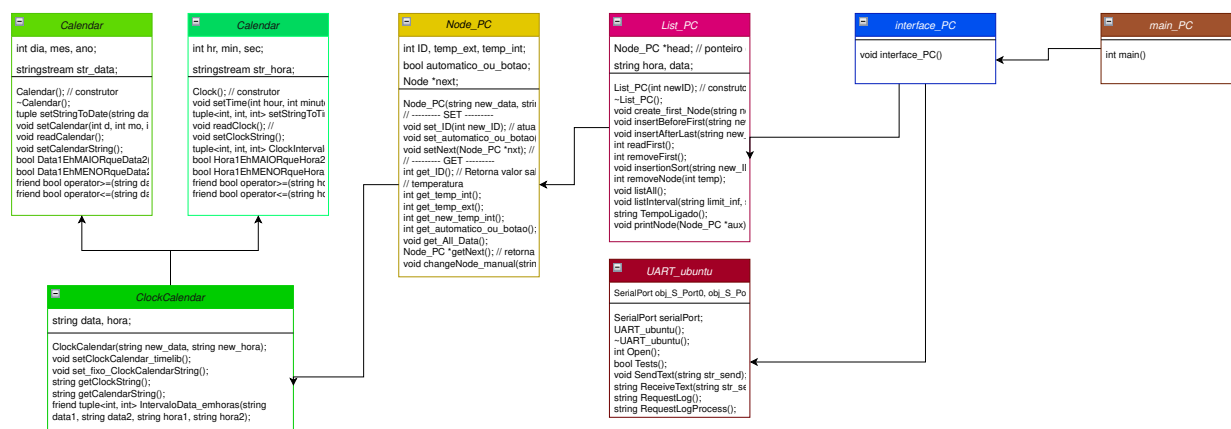 Calendar
int dia, mes, ano;
stringstream str_data;
Calendar(); // construtor
~Calendar();
tuple setStringToDate(string da
void setCalendar(int d, int mo, i
void readCalendar();
void setCalendarString();
bool Data1EhMAIORqueData2(
bool Data1EhMENORqueData2
friend bool operator>=(string da
friend bool operator<=(string da
Calendar
int hr, min, sec;
stringstream str_hora;
Clock(); // construtor
void setTime(int hour, int minut
tuple<int, int, int> setStringToTi
void readClock(); //
void setClockString();
tuple<int, int, int> ClockInterval
bool Hora1EhMAIORqueHora2
bool Hora1EhMENORqueHora
friend bool operator>=(string ho
friend bool operator<=(string ho
Node_PC
int ID, temp_ext, temp_int;
bool automatico_ou_botao;
Node *next;
Node_PC(string new_data, strin
// --------- SET ---------
void set_ID(int new_ID); // atua
void set_automatico_ou_botao(
void setNext(Node_PC *nxt); //
// --------- GET ---------
int get_ID(); // Retorna valor sal
// temperatura
int get_temp_int();
int get_temp_ext();
int get_new_temp_int();
int get_automatico_ou_botao();
void get_All_Data();
Node_PC *getNext(); // retorna
void changeNode_manual(strin
List_PC
Node_PC *head; // ponteiro
string hora, data;
List_PC(int newID); // construto
~List_PC();
void create_first_Node(string ne
void insertBeforeFirst(string nev
void insertAfterLast(string new_
int readFirst();
int removeFirst();
void insertionSort(string new_II
int removeNode(int temp);
void listAll();
void listInterval(string limit_inf, s
string TempoLigado();
void printNode(Node_PC *aux)
interface_PC
void interface_PC()
main_PC
int main()
ClockCalendar
string data, hora;
ClockCalendar(string new_data, string new_hora);
void setClockCalendar_timelib();
void set_fixo_ClockCalendarString();
string getClockString();
string getCalendarString();
friend tuple<int, int> IntervaloData_emhoras(string
data1, string data2, string hora1, string hora2);
UART_ubuntu
SerialPort obj_S_Port0, obj_S_Po
SerialPort serialPort;
UART_ubuntu();
~UART_ubuntu();
int Open();
bool Tests();
void SendText(string str_send);
string ReceiveText(string str_se
string RequestLog();
string RequestLogProcess();